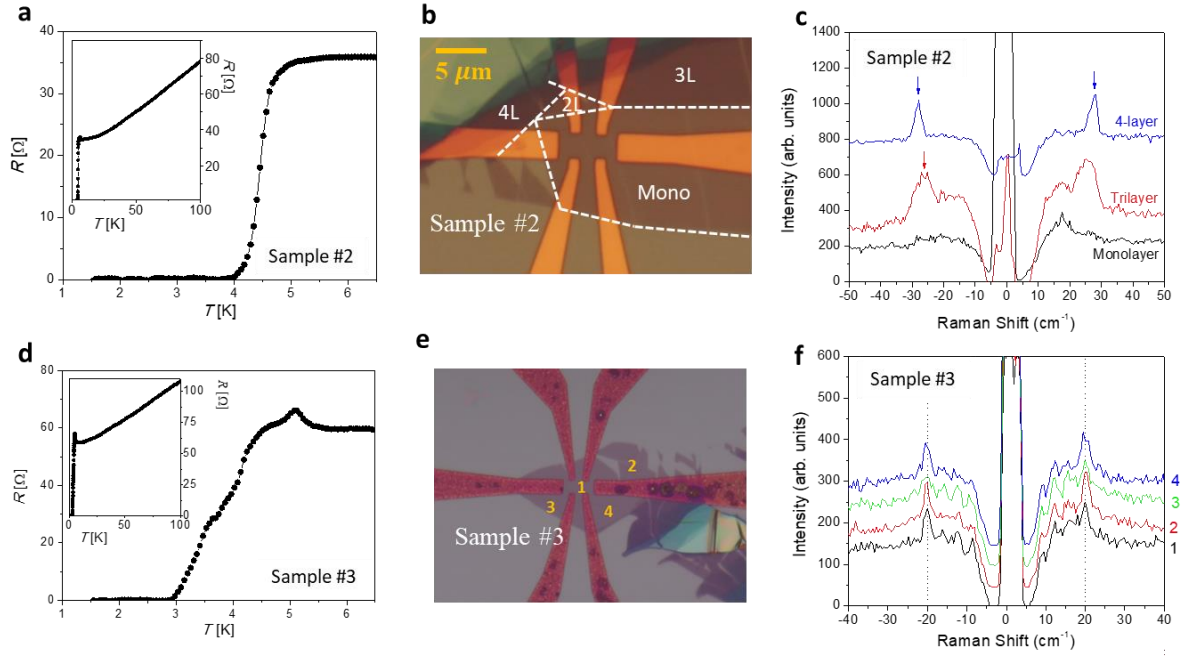 a
R [Ω]
40
30
20
10
0
1 2 3 4 5 6
T [K]
Sample #2
R [Ω]
80
60
40
20
0
0 50 100
T [K]
b
5 μm
3L
4L
2L
Mono
Sample #2
c
Sample #2
Intensity (arb. units)
1400
1200
1000
800
600
400
200
0
4-layer
Trilayer
Monolayer
-50 -40 -30 -20 -10 0 10 20 30 40 50
Raman Shift (cm⁻¹)
d
R [Ω]
80
60
40
20
0
1 2 3 4 5 6
T [K]
Sample #3
R [Ω]
100
75
50
25
0
0 50 100
T [K]
e
2
1
3
4
Sample #3
f
Sample #3
Intensity (arb. units)
600
500
400
300
200
100
0
4
3
2
1
-40 -30 -20 -10 0 10 20 30 40
Raman Shift (cm⁻¹)